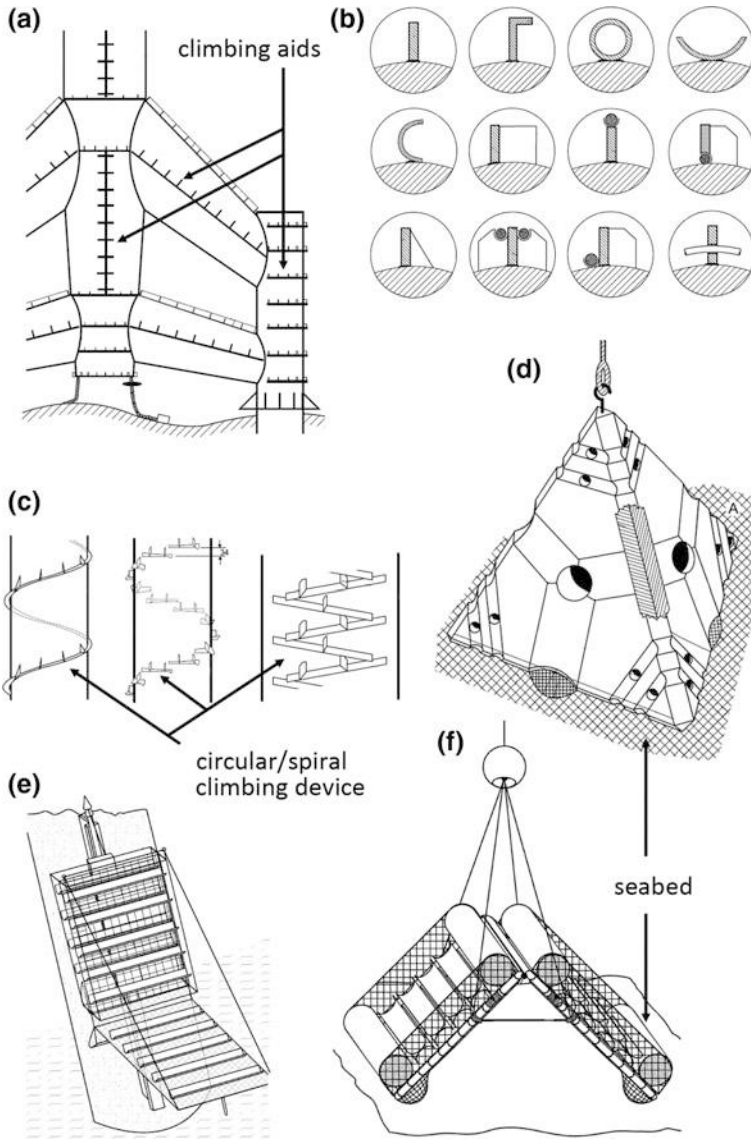 (a)
climbing aids
(b)
(c)
circular/spiral
climbing device
(d)
A
(e)
(f)
seabed